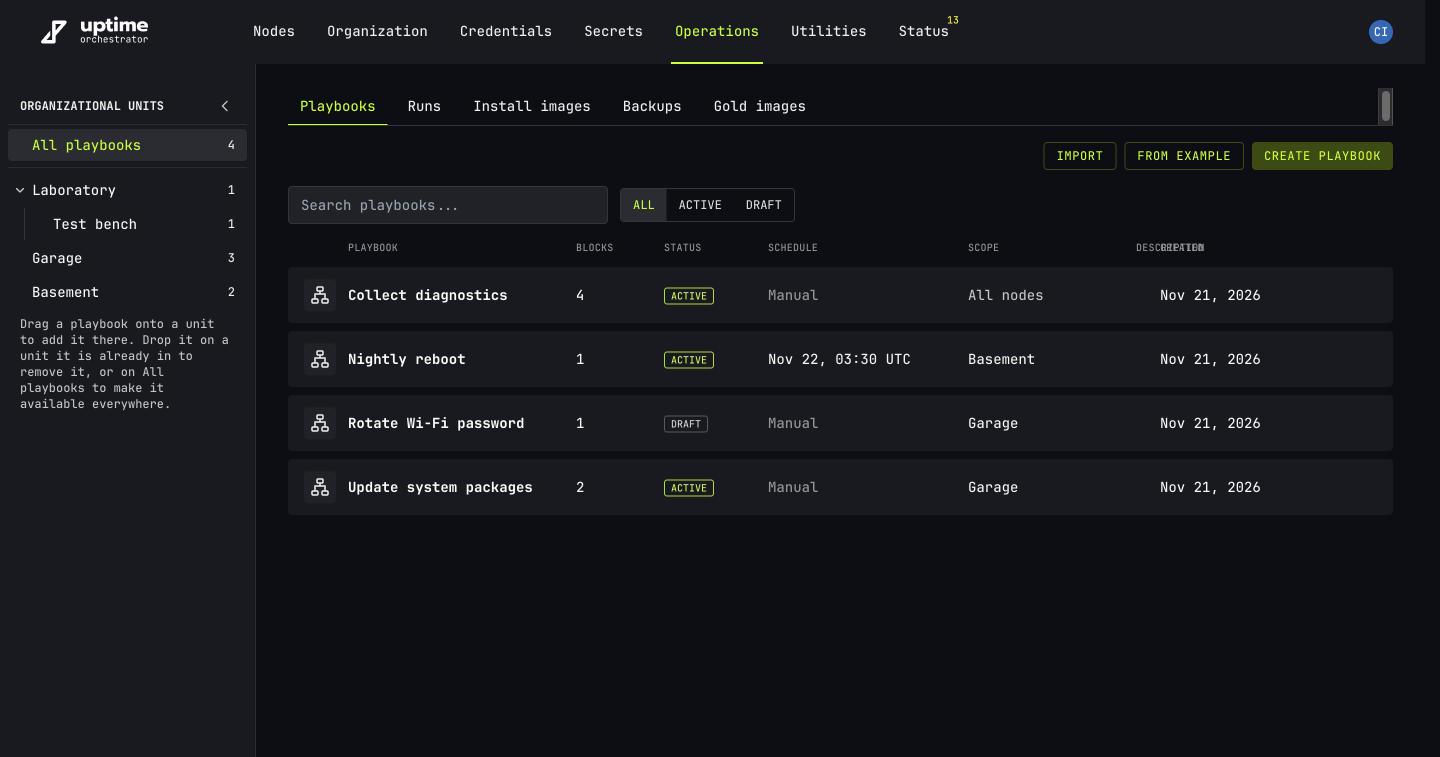 uptime
orchestrator
Nodes Organization Credentials Secrets Operations Utilities Status 13
CI
ORGANIZATIONAL UNITS
All playbooks 4
Laboratory 1
Test bench 1
Garage 3
Basement 2
Drag a playbook onto a unit
to add it there. Drop it on a
unit it is already in to
remove it, or on All
playbooks to make it
available everywhere.
Playbooks Runs Install images Backups Gold images
IMPORT FROM EXAMPLE CREATE PLAYBOOK
Search playbooks...
ALL ACTIVE DRAFT
PLAYBOOK BLOCKS STATUS SCHEDULE SCOPE
Collect diagnostics 4 ACTIVE Manual All nodes Nov 21, 2026
Nightly reboot 1 ACTIVE Nov 22, 03:30 UTC Basement Nov 21, 2026
Rotate Wi-Fi password 1 DRAFT Manual Garage Nov 21, 2026
Update system packages 2 ACTIVE Manual Garage Nov 21, 2026